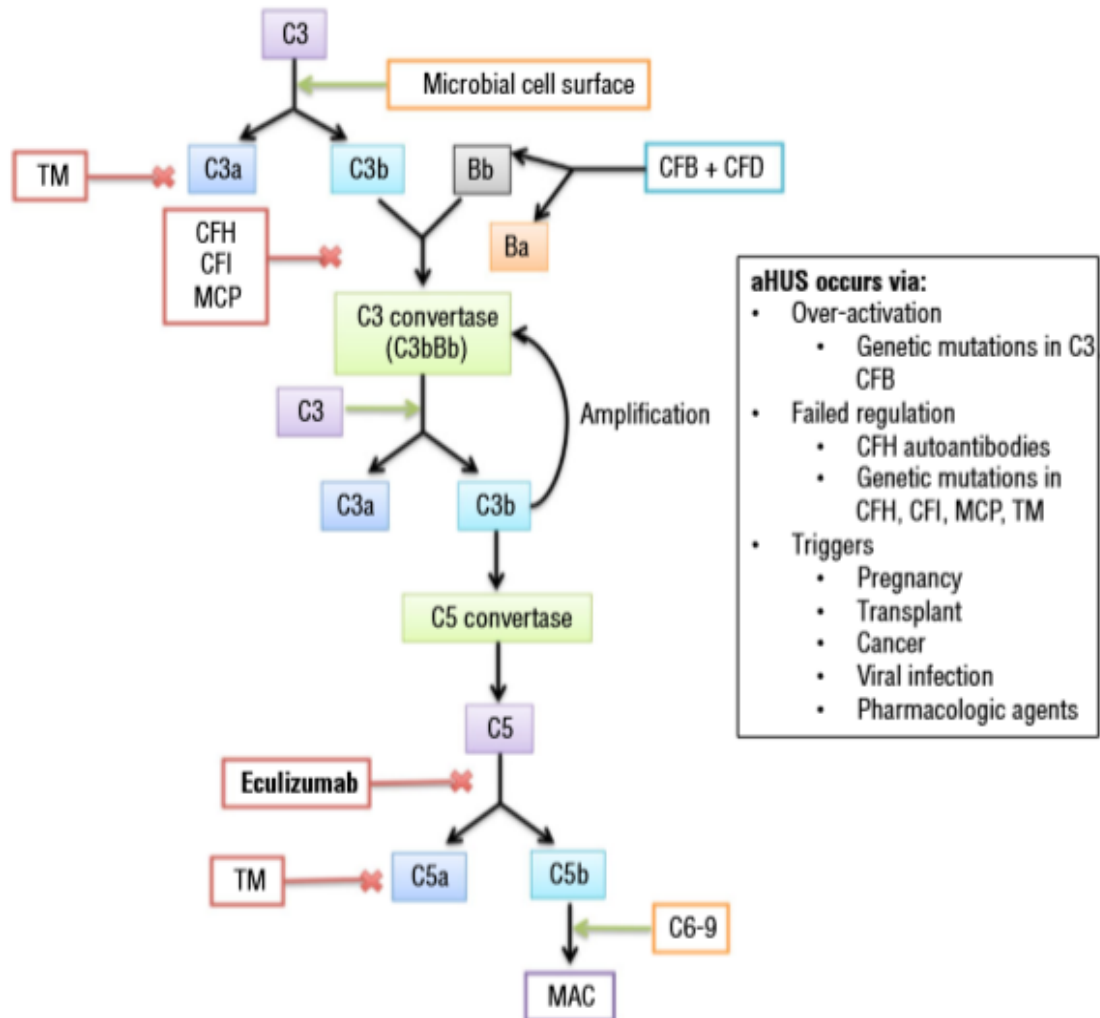 C3
Microbial cell surface
TM
C3a
C3b
Bb
CFB + CFD
CFH
CFI
MCP
Ba
C3 convertase
(C3bBb)
C3
Amplification
C3a
C3b
C5 convertase
C5
Eculizumab
TM
C5a
C5b
C6-9
MAC
aHUS occurs via:
• Over-activation
• Genetic mutations in C3
CFB
• Failed regulation
• CFH autoantibodies
• Genetic mutations in
CFH, CFI, MCP, TM
• Triggers
• Pregnancy
• Transplant
• Cancer
• Viral infection
• Pharmacologic agents